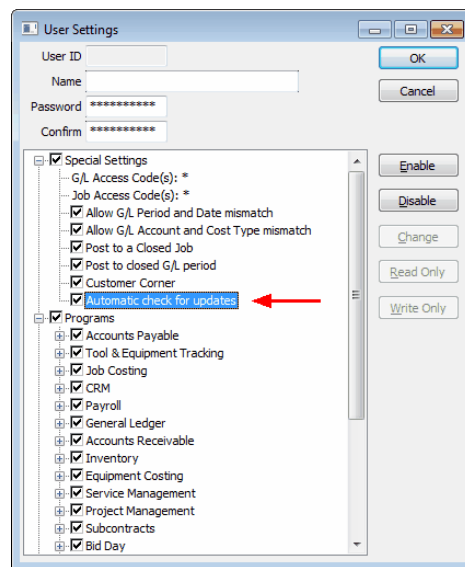 User Settings
User ID
OK
Name
Cancel
Password **********
Confirm **********
Special Settings
Enable
G/L Access Code(s): *
Job Access Code(s): *
Disable
Allow G/L Period and Date mismatch
Allow G/L Account and Cost Type mismatch
Change
Post to a Closed Job
Post to closed G/L period
Read Only
Customer Corner
Automatic check for updates
Write Only
Programs
Accounts Payable
Tool & Equipment Tracking
Job Costing
CRM
Payroll
General Ledger
Accounts Receivable
Inventory
Equipment Costing
Service Management
Project Management
Subcontracts
Bid Day